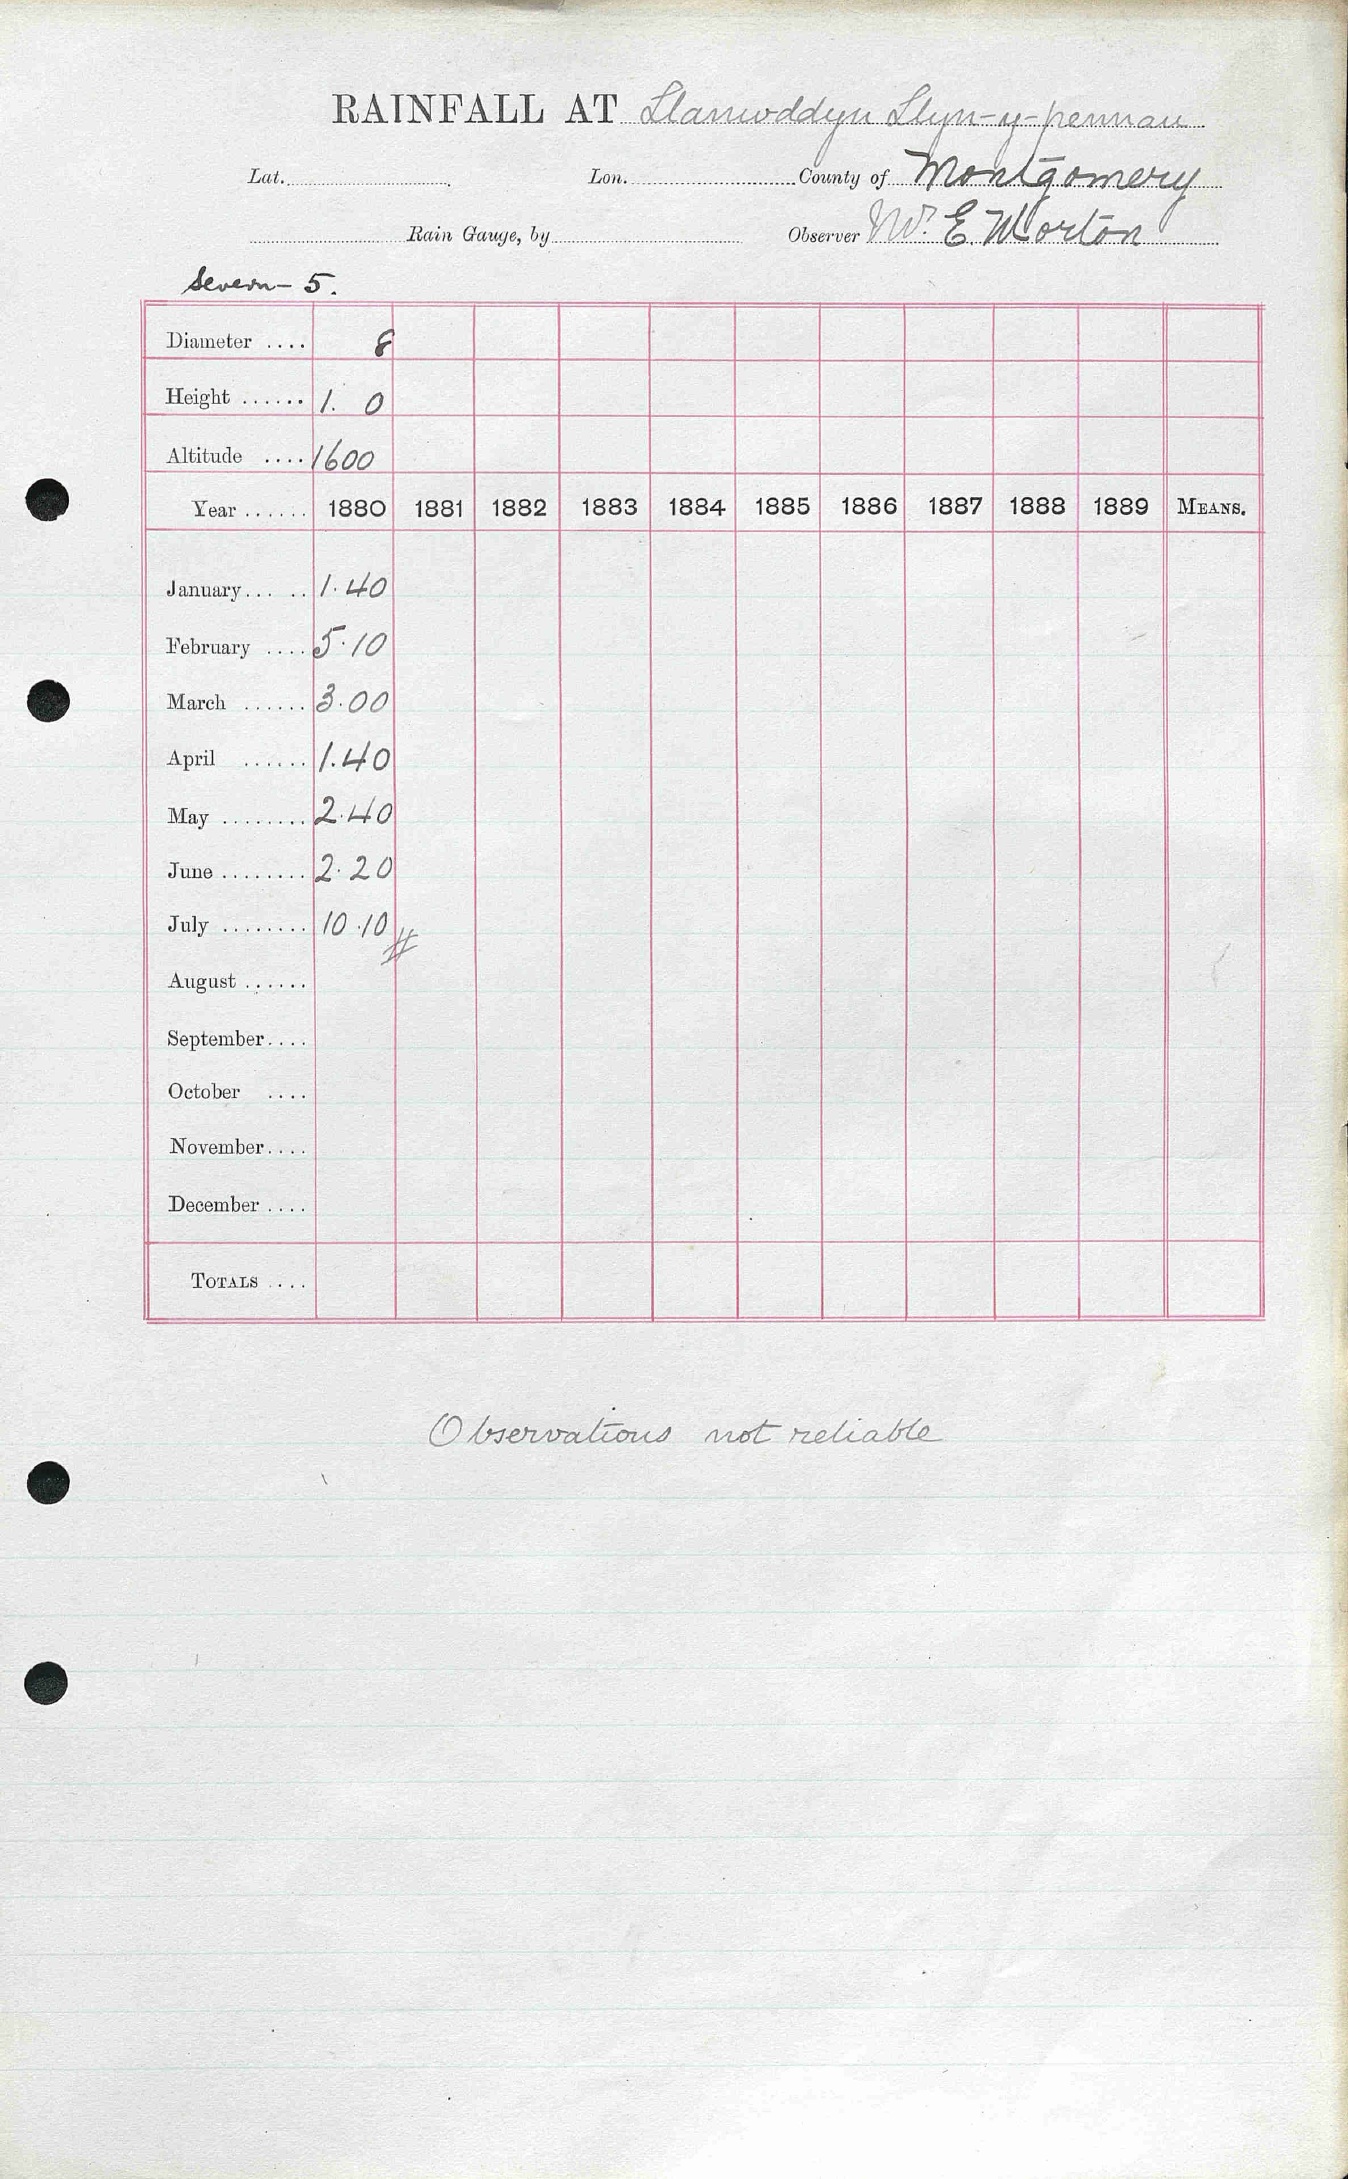 RAINFALL AT Llanwddyn Llyn-y-pennau
Lat. Lon. County of Montgomery
Rain Gauge, by Observer Mr. E. Worton
Severn - 5.
Diameter .... 8
Height ...... 1. 0
Altitude .... 1600
Year ...... 1880 1881 1882 1883 1884 1885 1886 1887 1888 1889 MEANS.
January... .. 1.40
February .... 5.10
March ...... 3.00
April ...... 1.40
May ........ 2.40
June ........ 2.20
July ........ 10.10 #
August ......
September....
October ....
November....
December ....
TOTALS ....
Observations not reliable